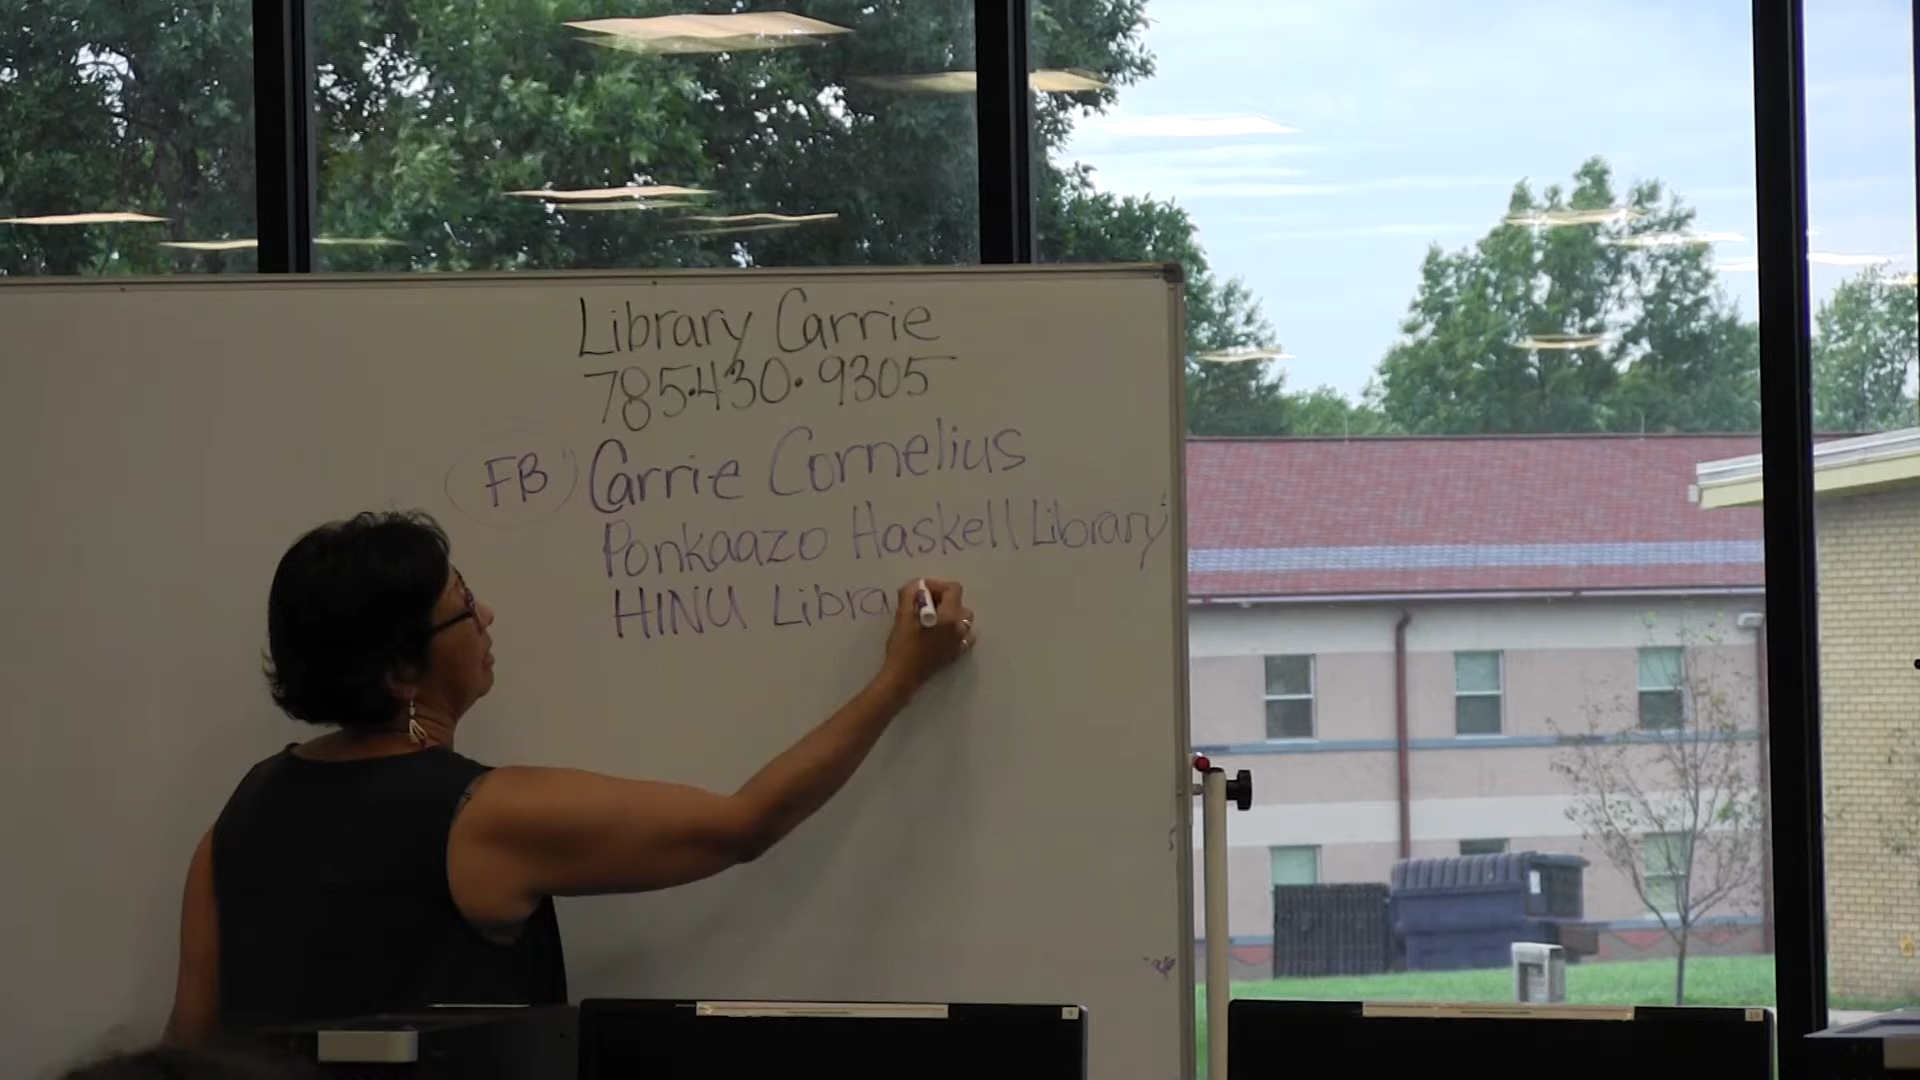 Library Carrie
785·430·9305
FB Carrie Cornelius
Ponkaazo Haskell Library
HINU Libra